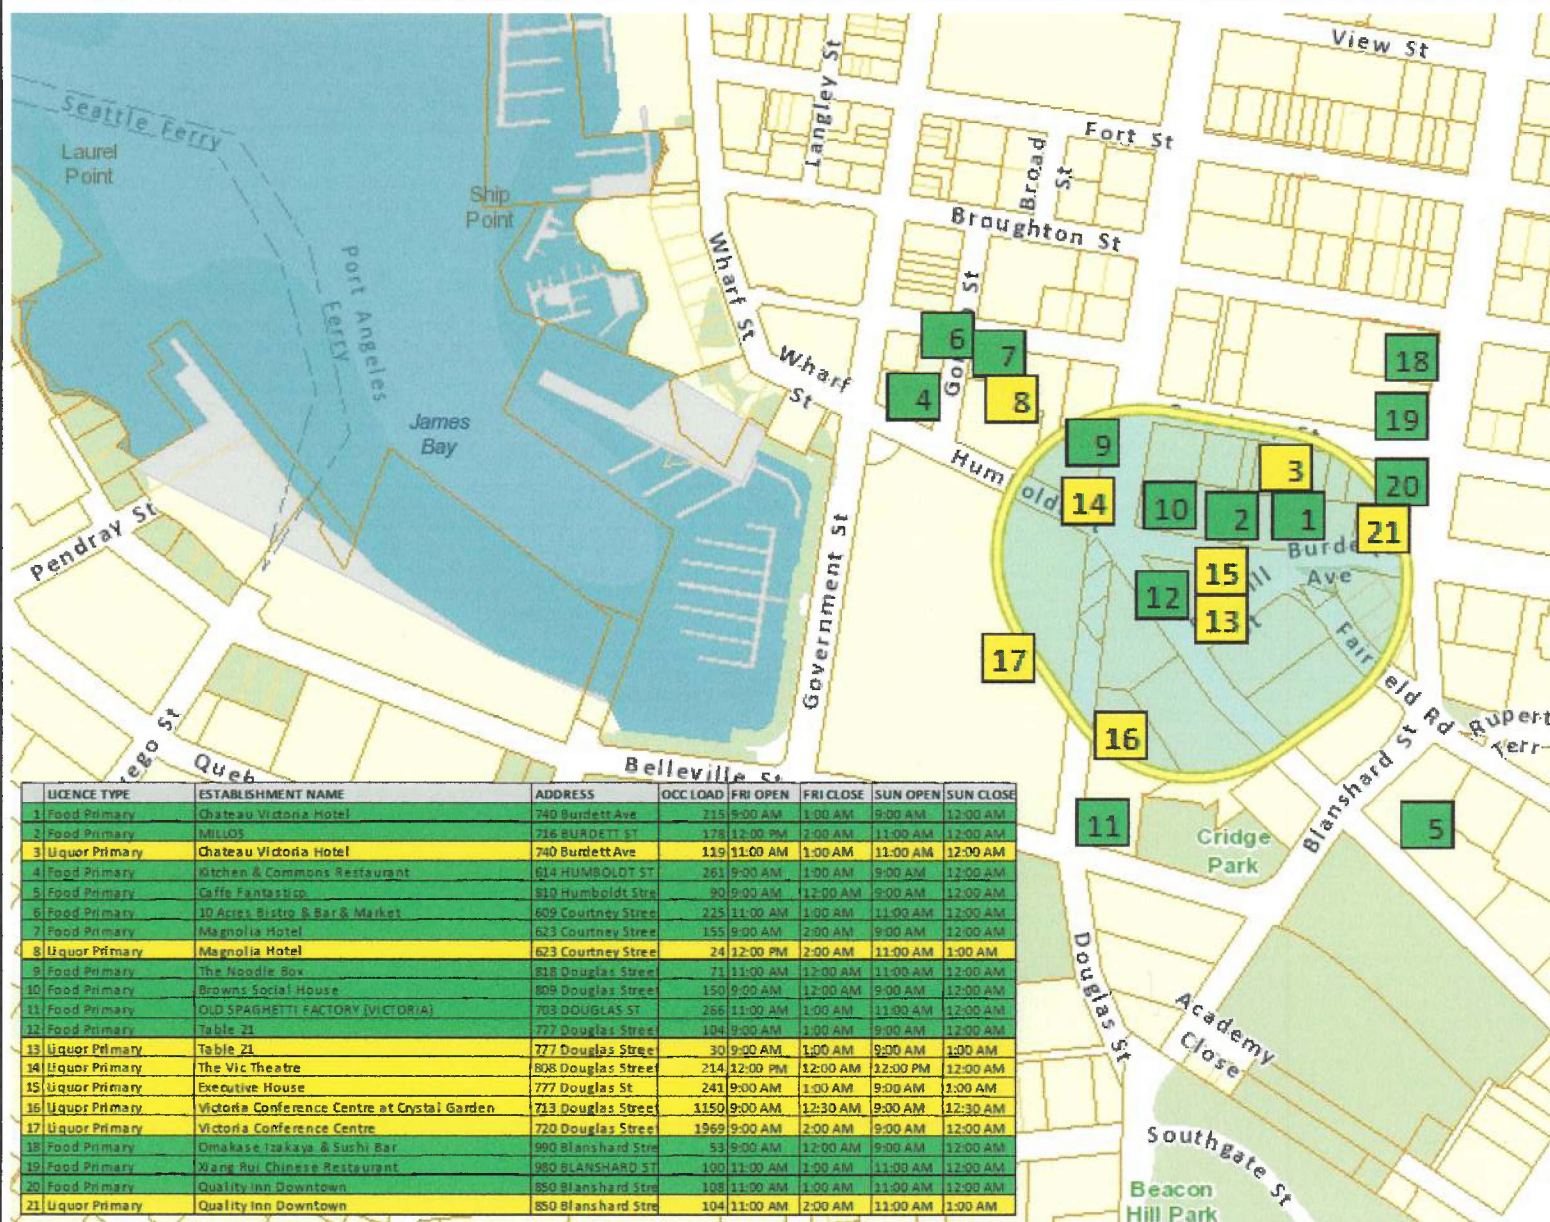 View St
Langley St
Fort St
Seattle Ferry
Laurel
Point
Broad
St
Ship
Point
Broughton St
Port Angeles
Ferry
Wharf St
Wharf
St
James
Bay
Pendray St
Government St
Burde
Ave
Fair eld Rd
Rupert
Terr
Blanshard St
Belleville St
Queb
ego St
Cridge
Park
Douglas St
Academy
Close
Southgate St
Beacon
Hill Park
6
7
18
4
8
19
9
3
20
14
10
2
1
21
15
12
13
17
16
11
5
LICENCE TYPE ESTABLISHMENT NAME ADDRESS OCC LOAD FRI OPEN FRI CLOSE SUN OPEN SUN CLOSE
1 Food Primary Chateau Victoria Hotel 740 Burdett Ave 215 9:00 AM 1:00 AM 9:00 AM 12:00 AM
2 Food Primary MILLOS 716 BURDETT ST 178 12:00 PM 2:00 AM 11:00 AM 12:00 AM
3 Liquor Primary Chateau Victoria Hotel 740 Burdett Ave 119 11:00 AM 1:00 AM 11:00 AM 12:00 AM
4 Food Primary Kitchen & Commons Restaurant 614 HUMBOLDT ST 261 9:00 AM 1:00 AM 9:00 AM 12:00 AM
5 Food Primary Caffe Fantastico 810 Humboldt Stre 90 9:00 AM 12:00 AM 9:00 AM 12:00 AM
6 Food Primary 10 Acres Bistro & Bar & Market 609 Courtney Stree 225 11:00 AM 1:00 AM 11:00 AM 12:00 AM
7 Food Primary Magnolia Hotel 623 Courtney Stree 155 9:00 AM 2:00 AM 9:00 AM 12:00 AM
8 Liquor Primary Magnolia Hotel 623 Courtney Stree 24 12:00 PM 2:00 AM 11:00 AM 1:00 AM
9 Food Primary The Noodle Box 818 Douglas Street 71 11:00 AM 12:00 AM 11:00 AM 12:00 AM
10 Food Primary Browns Social House 809 Douglas Street 150 9:00 AM 12:00 AM 9:00 AM 12:00 AM
11 Food Primary OLD SPAGHETTI FACTORY (VICTORIA) 703 DOUGLAS ST 266 11:00 AM 1:00 AM 11:00 AM 12:00 AM
12 Food Primary Table 21 777 Douglas Street 104 9:00 AM 1:00 AM 9:00 AM 12:00 AM
13 Liquor Primary Table 21 777 Douglas Street 30 9:00 AM 1:00 AM 9:00 AM 1:00 AM
14 Liquor Primary The Vic Theatre 808 Douglas Street 214 12:00 PM 12:00 AM 12:00 PM 12:00 AM
15 Liquor Primary Executive House 777 Douglas St 241 9:00 AM 1:00 AM 9:00 AM 1:00 AM
16 Liquor Primary Victoria Conference Centre at Crystal Garden 713 Douglas Street 1150 9:00 AM 12:30 AM 9:00 AM 12:30 AM
17 Liquor Primary Victoria Conference Centre 720 Douglas Street 1969 9:00 AM 2:00 AM 9:00 AM 12:00 AM
18 Food Primary Omakase Izakaya & Sushi Bar 990 Blanshard Stre 53 9:00 AM 12:00 AM 9:00 AM 12:00 AM
19 Food Primary Xiang Rui Chinese Restaurant 980 BLANSHARD ST 100 11:00 AM 1:00 AM 11:00 AM 12:00 AM
20 Food Primary Quality Inn Downtown 850 Blanshard Stre 108 11:00 AM 1:00 AM 11:00 AM 12:00 AM
21 Liquor Primary Quality Inn Downtown 850 Blanshard Stre 104 11:00 AM 2:00 AM 11:00 AM 1:00 AM